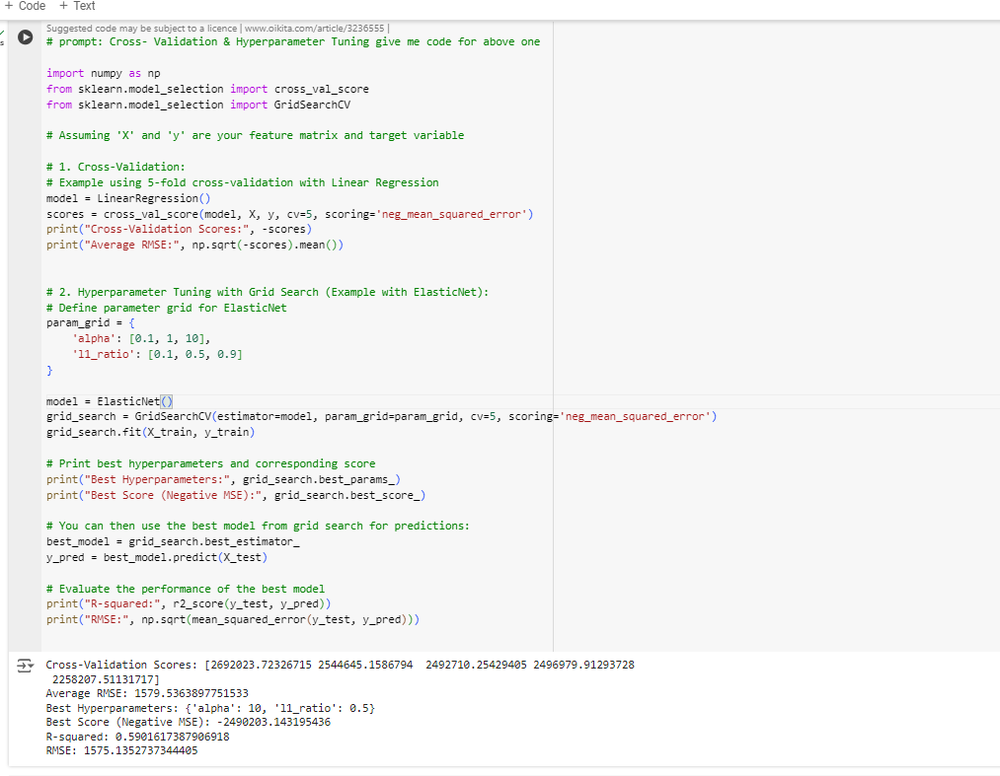 + Code + Text
Suggested code may be subject to a licence | www.oikita.com/article/3236555 |
# prompt: Cross- Validation & Hyperparameter Tuning give me code for above one
import numpy as np
from sklearn.model_selection import cross_val_score
from sklearn.model_selection import GridSearchCV
# Assuming 'X' and 'y' are your feature matrix and target variable
# 1. Cross-Validation:
# Example using 5-fold cross-validation with Linear Regression
model = LinearRegression()
scores = cross_val_score(model, X, y, cv=5, scoring='neg_mean_squared_error')
print("Cross-Validation Scores:", -scores)
print("Average RMSE:", np.sqrt(-scores).mean())
# 2. Hyperparameter Tuning with Grid Search (Example with ElasticNet):
# Define parameter grid for ElasticNet
param_grid = {
    'alpha': [0.1, 1, 10],
    'l1_ratio': [0.1, 0.5, 0.9]
}
model = ElasticNet()
grid_search = GridSearchCV(estimator=model, param_grid=param_grid, cv=5, scoring='neg_mean_squared_error')
grid_search.fit(X_train, y_train)
# Print best hyperparameters and corresponding score
print("Best Hyperparameters:", grid_search.best_params_)
print("Best Score (Negative MSE):", grid_search.best_score_)
# You can then use the best model from grid search for predictions:
best_model = grid_search.best_estimator_
y_pred = best_model.predict(X_test)
# Evaluate the performance of the best model
print("R-squared:", r2_score(y_test, y_pred))
print("RMSE:", np.sqrt(mean_squared_error(y_test, y_pred)))
Cross-Validation Scores: [2692023.72326715 2544645.1586794  2492710.25429405 2496979.91293728
 2258207.51131717]
Average RMSE: 1579.5363897751533
Best Hyperparameters: {'alpha': 10, 'l1_ratio': 0.5}
Best Score (Negative MSE): -2490203.143195436
R-squared: 0.5901617387906918
RMSE: 1575.1352737344405